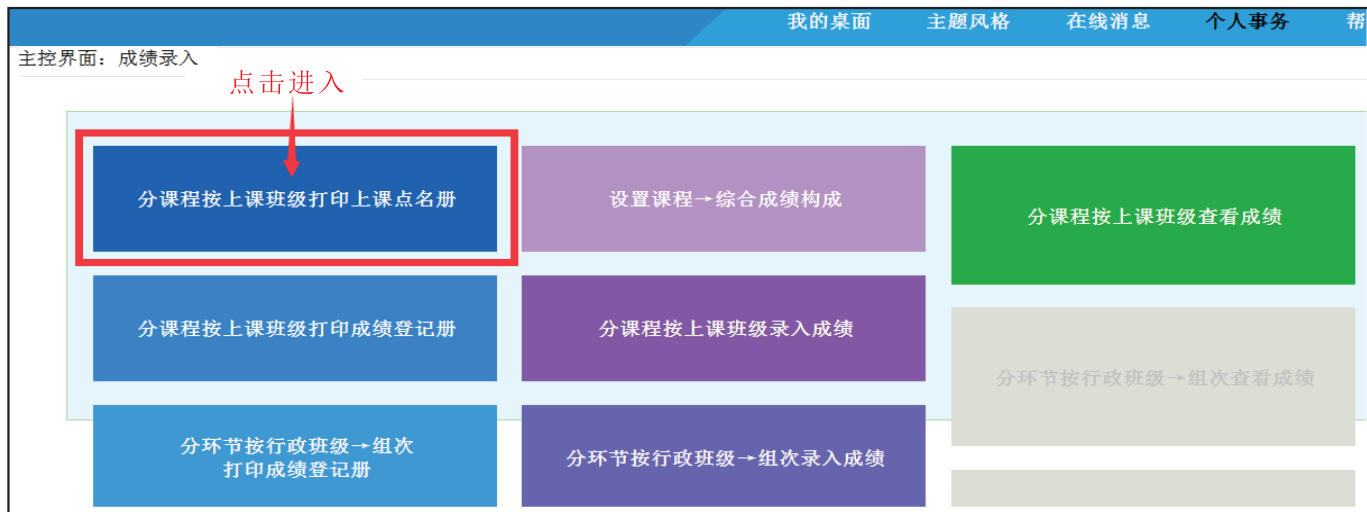 我的桌面 主题风格 在线消息 个人事务 帮
主控界面：成绩录入
点击进入
分课程按上课班级打印上课点名册
设置课程→综合成绩构成
分课程按上课班级查看成绩
分课程按上课班级打印成绩登记册
分课程按上课班级录入成绩
分环节按行政班级→组次查看成绩
分环节按行政班级→组次
打印成绩登记册
分环节按行政班级→组次录入成绩